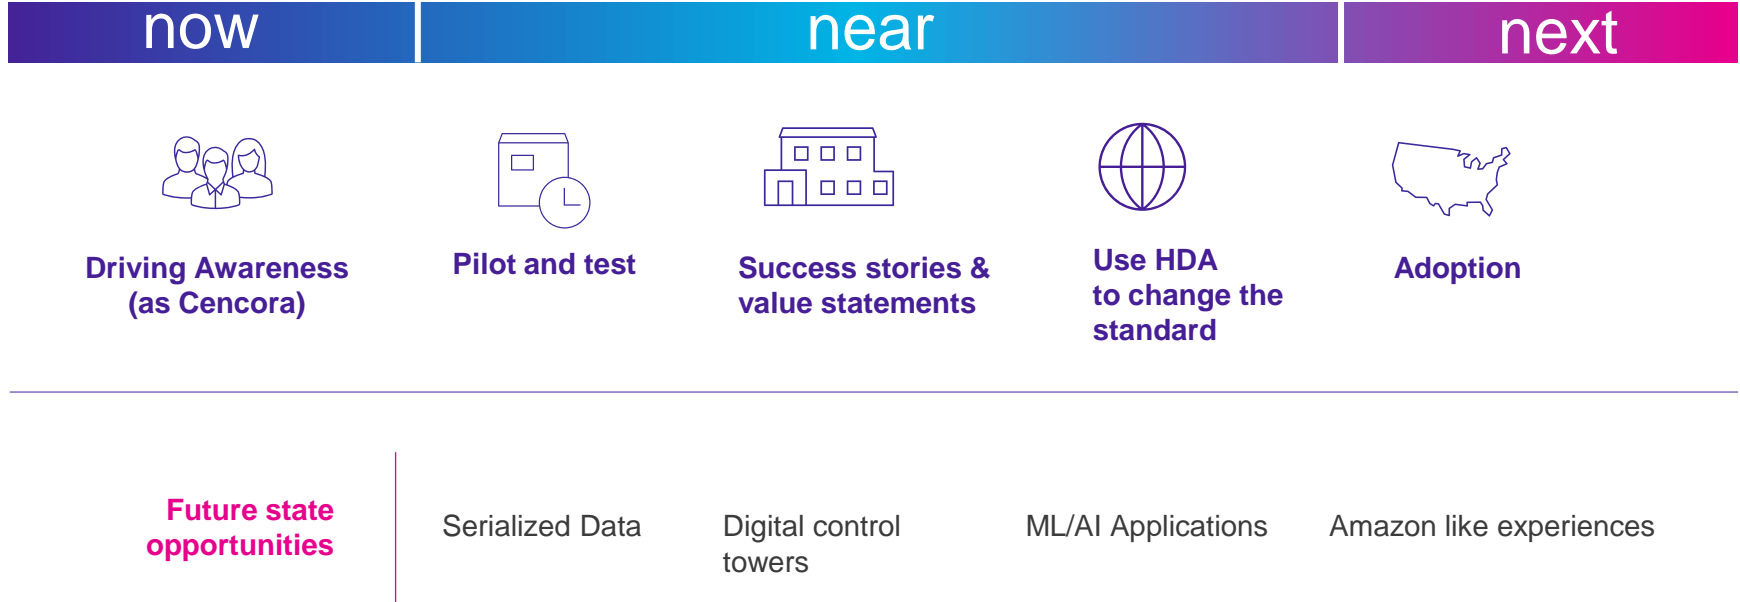 now
near
next
Driving Awareness
(as Cencora)
Pilot and test
Success stories &
value statements
Use HDA
to change the
standard
Adoption
Future state
opportunities
Serialized Data
Digital control
towers
ML/AI Applications
Amazon like experiences